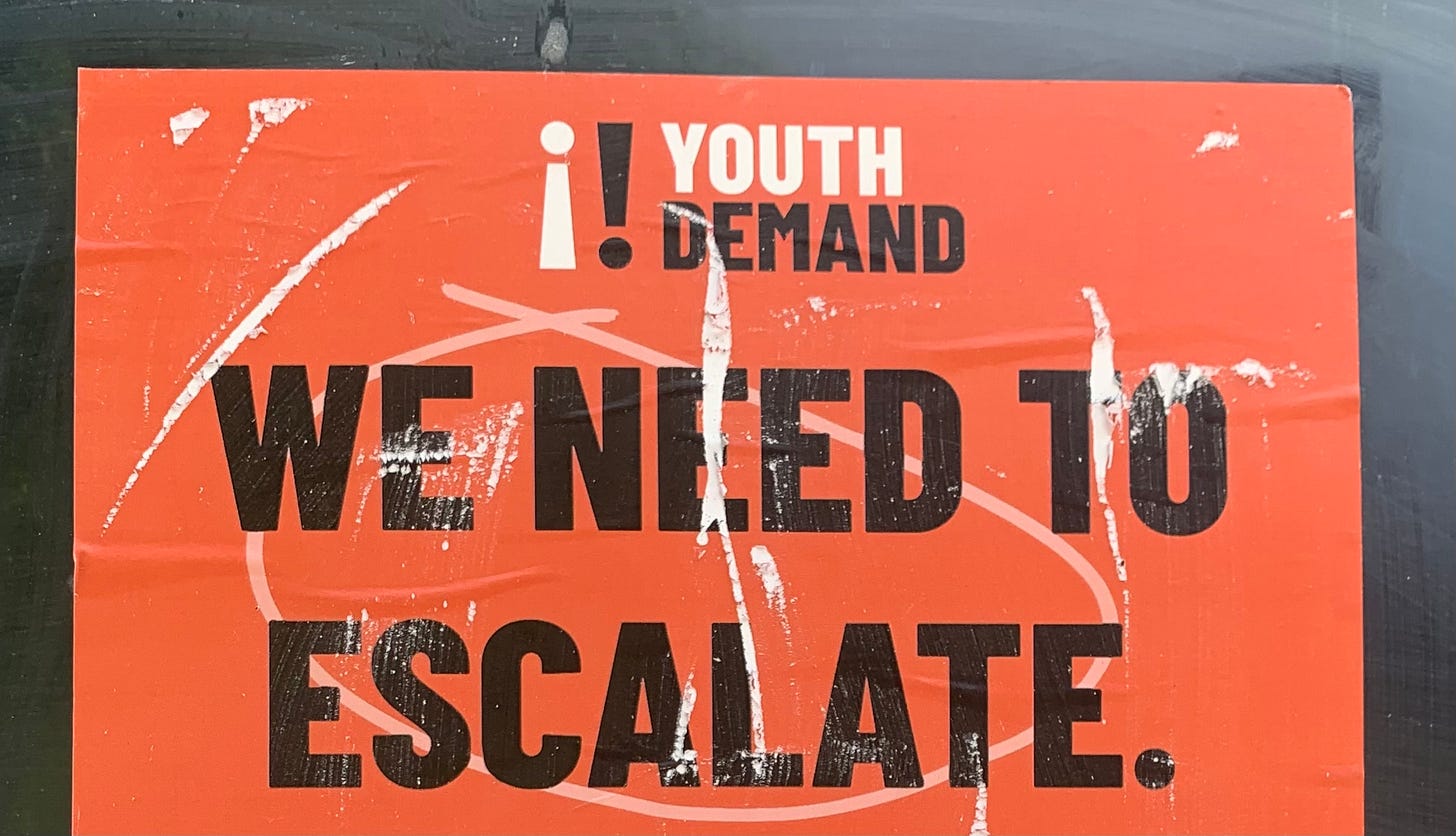 ¡! YOUTH
DEMAND
WE NEED TO
ESCALATE.